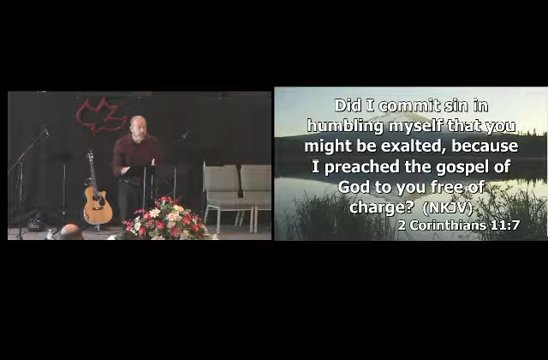 Did I commit sin in
humbling myself that you
might be exalted, because
I preached the gospel of
God to you free of
charge? (NKJV)
2 Corinthians 11:7